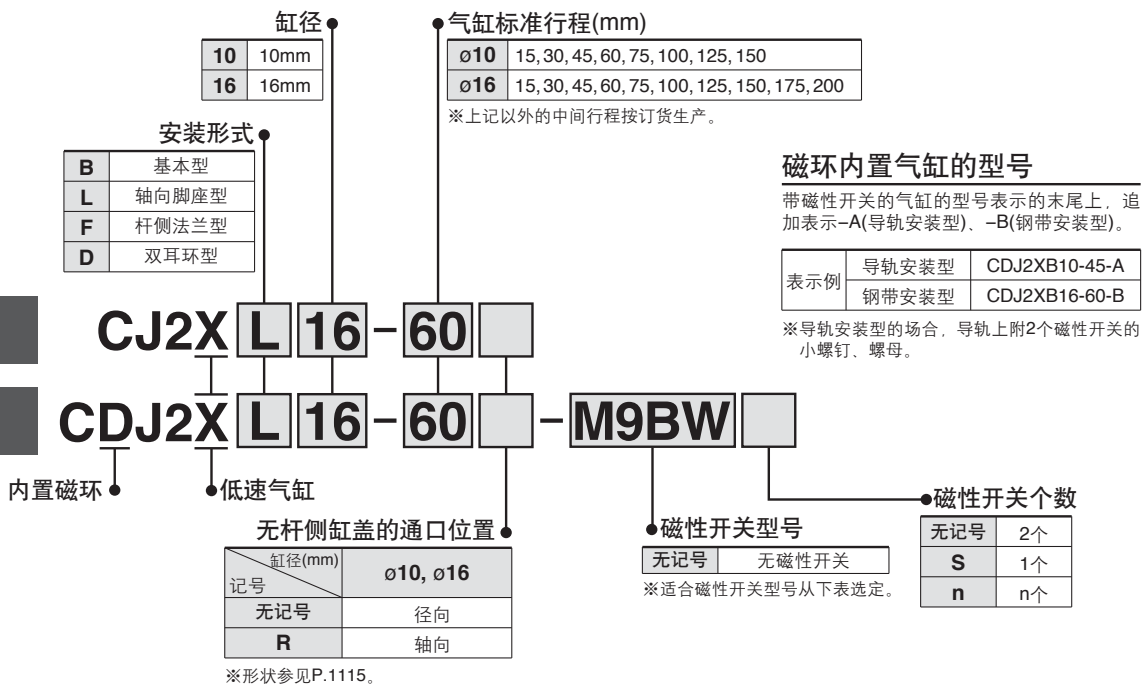 缸径
10 10mm
16 16mm
气缸标准行程(mm)
ø10 15,30,45,60,75,100,125,150
ø16 15,30,45,60,75,100,125,150,175,200
※上记以外的中间行程按订货生产。
安装形式
B 基本型
L 轴向脚座型
F 杆侧法兰型
D 双耳环型
磁环内置气缸的型号
带磁性开关的气缸的型号表示的末尾上，追
加表示–A(导轨安装型)、–B(钢带安装型)。
表示例 导轨安装型 CDJ2XB10-45-A
钢带安装型 CDJ2XB16-60-B
※导轨安装型的场合，导轨上附2个磁性开关的
小螺钉、螺母。
CJ2X L 16–60
CDJ2X L 16–60 –M9BW
内置磁环
低速气缸
无杆侧缸盖的通口位置
缸径(mm)
记号
ø10, ø16
无记号 径向
R 轴向
※形状参见P.1115。
磁性开关型号
无记号 无磁性开关
※适合磁性开关型号从下表选定。
磁性开关个数
无记号 2个
S 1个
n n个